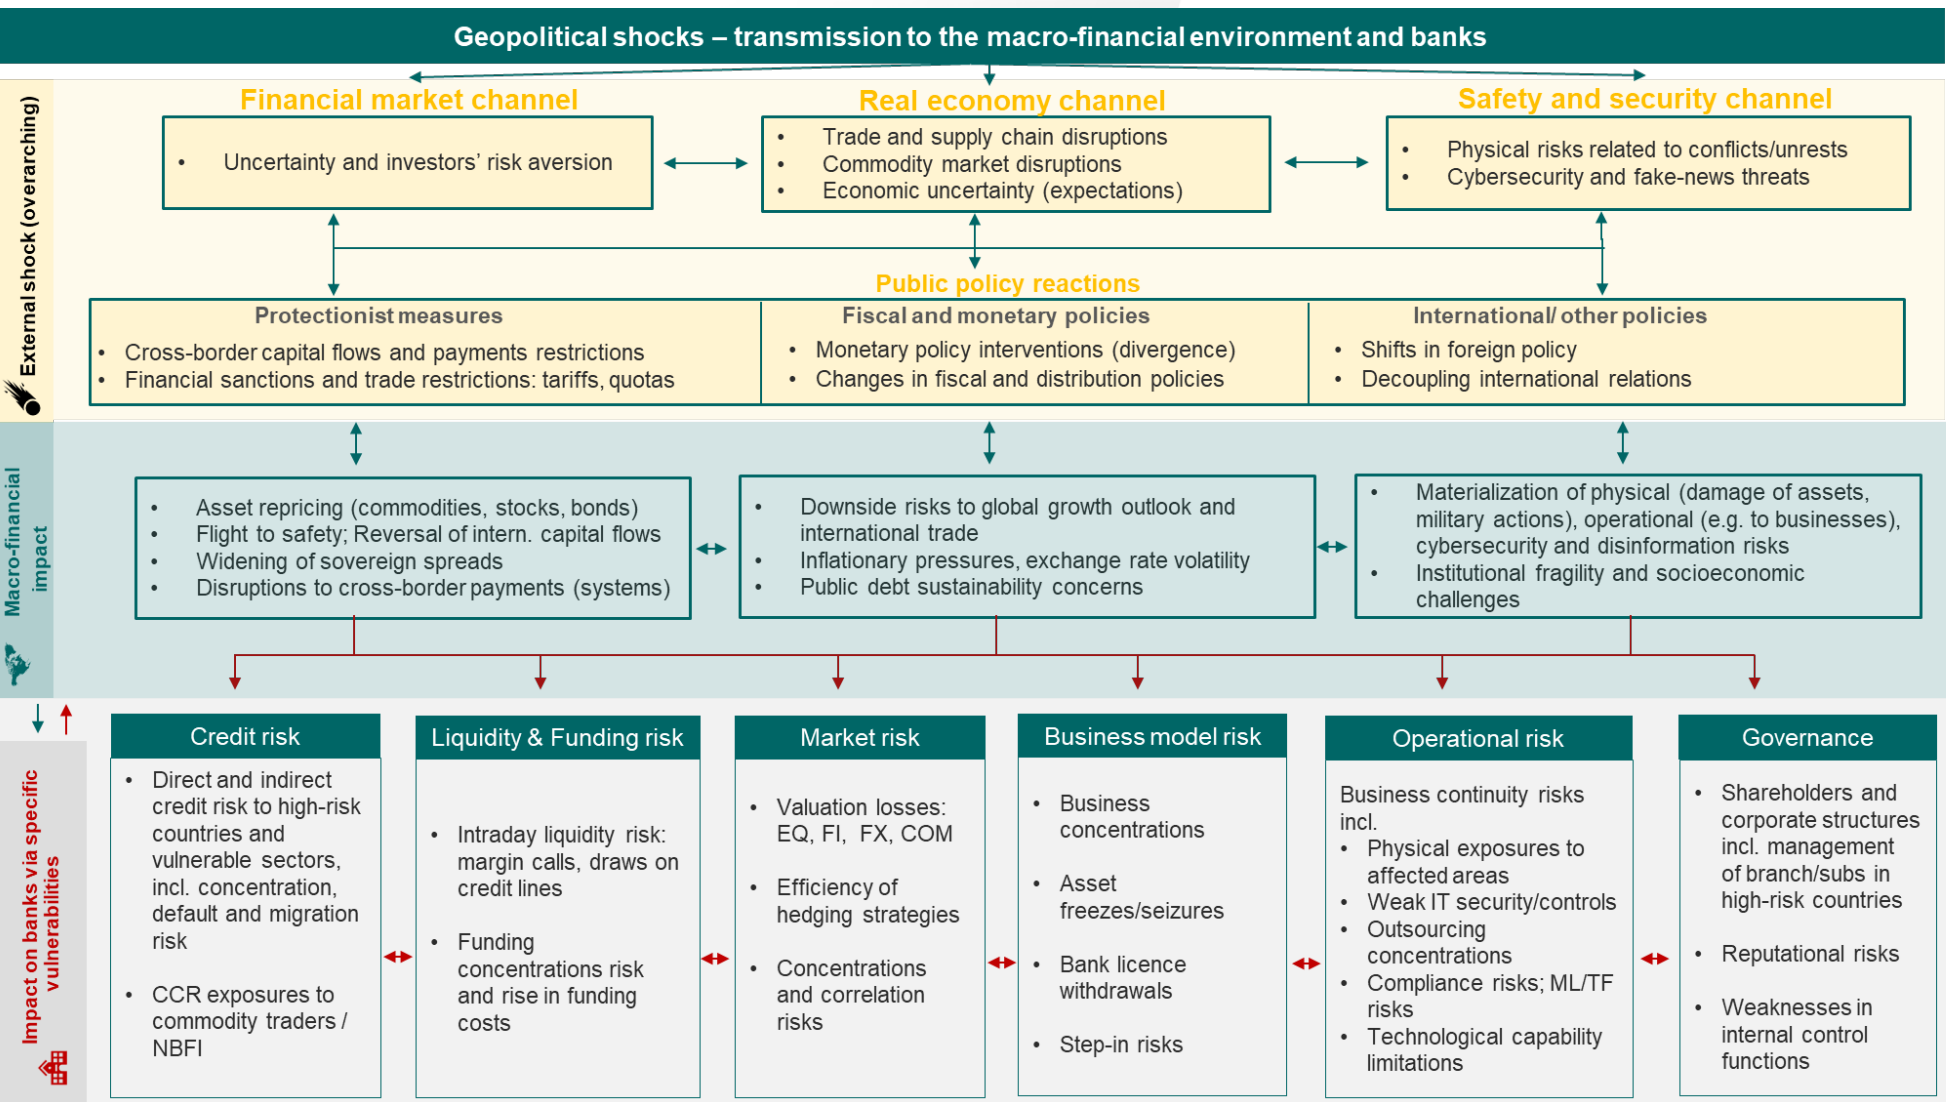 Geopolitical shocks – transmission to the macro-financial environment and banks
External shock (overarching)
Financial market channel
• Uncertainty and investors’ risk aversion
Real economy channel
• Trade and supply chain disruptions
• Commodity market disruptions
• Economic uncertainty (expectations)
Safety and security channel
• Physical risks related to conflicts/unrests
• Cybersecurity and fake-news threats
Public policy reactions
Protectionist measures
• Cross-border capital flows and payments restrictions
• Financial sanctions and trade restrictions: tariffs, quotas
Fiscal and monetary policies
• Monetary policy interventions (divergence)
• Changes in fiscal and distribution policies
International/ other policies
• Shifts in foreign policy
• Decoupling international relations
Macro-financial
impact
• Asset repricing (commodities, stocks, bonds)
• Flight to safety; Reversal of intern. capital flows
• Widening of sovereign spreads
• Disruptions to cross-border payments (systems)
• Downside risks to global growth outlook and
international trade
• Inflationary pressures, exchange rate volatility
• Public debt sustainability concerns
• Materialization of physical (damage of assets,
military actions), operational (e.g. to businesses),
cybersecurity and disinformation risks
• Institutional fragility and socioeconomic
challenges
Impact on banks via specific
vulnerabilities
Credit risk
• Direct and indirect
credit risk to high-risk
countries and
vulnerable sectors,
incl. concentration,
default and migration
risk
• CCR exposures to
commodity traders /
NBFI
Liquidity & Funding risk
• Intraday liquidity risk:
margin calls, draws on
credit lines
• Funding
concentrations risk
and rise in funding
costs
Market risk
• Valuation losses:
EQ, FI, FX, COM
• Efficiency of
hedging strategies
• Concentrations
and correlation
risks
Business model risk
• Business
concentrations
• Asset
freezes/seizures
• Bank licence
withdrawals
• Step-in risks
Operational risk
Business continuity risks
incl.
• Physical exposures to
affected areas
• Weak IT security/controls
• Outsourcing
concentrations
• Compliance risks; ML/TF
risks
• Technological capability
limitations
Governance
• Shareholders and
corporate structures
incl. management
of branch/subs in
high-risk countries
• Reputational risks
• Weaknesses in
internal control
functions